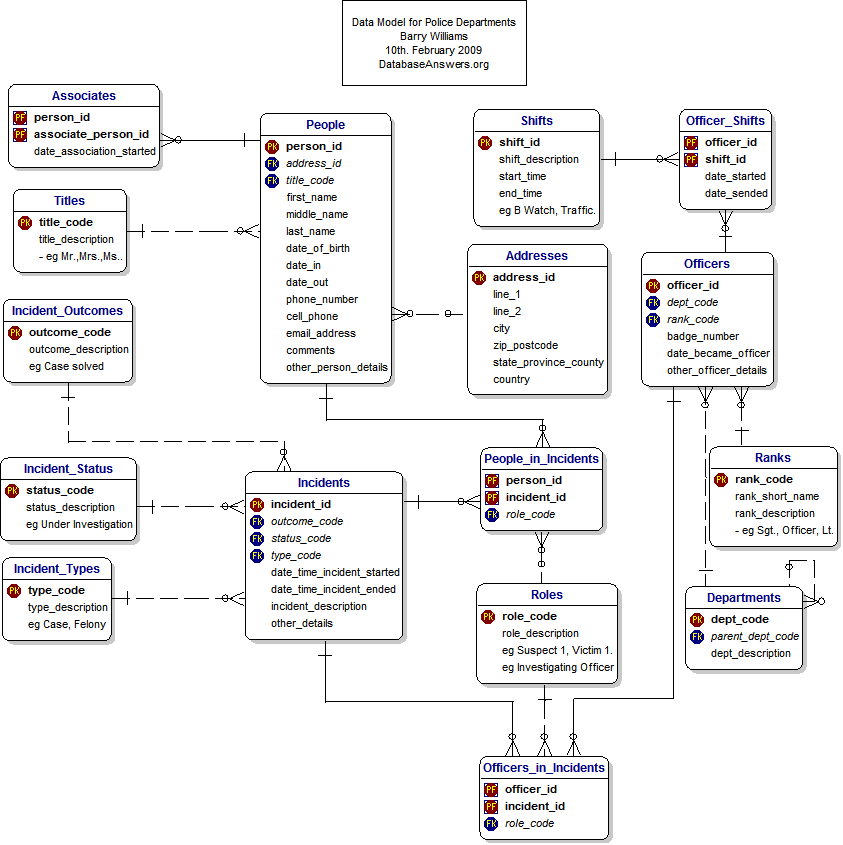 Data Model for Police Departments
Barry Williams
10th. February 2009
DatabaseAnswers.org
Associates
PF person_id
PF associate_person_id
date_association_started
People
PK person_id
FK address_id
FK title_code
first_name
middle_name
last_name
date_of_birth
date_in
date_out
phone_number
cell_phone
email_address
comments
other_person_details
Shifts
PK shift_id
shift_description
start_time
end_time
eg B Watch, Traffic.
Officer_Shifts
PF officer_id
PF shift_id
date_started
date_sended
Titles
PK title_code
title_description
- eg Mr.,Mrs.,Ms..
Addresses
PK address_id
line_1
line_2
city
zip_postcode
state_province_county
country
Officers
PK officer_id
FK dept_code
FK rank_code
badge_number
date_became_officer
other_officer_details
Incident_Outcomes
PK outcome_code
outcome_description
eg Case solved
Incident_Status
PK status_code
status_description
eg Under Investigation
Incidents
PK incident_id
FK outcome_code
FK status_code
FK type_code
date_time_incident_started
date_time_incident_ended
incident_description
other_details
People_in_Incidents
PF person_id
PF incident_id
FK role_code
Ranks
PK rank_code
rank_short_name
rank_description
- eg Sgt., Officer, Lt.
Incident_Types
PK type_code
type_description
eg Case, Felony
Roles
PK role_code
role_description
eg Suspect 1, Victim 1.
eg Investigating Officer
Departments
PK dept_code
FK parent_dept_code
dept_description
Officers_in_Incidents
PF officer_id
PF incident_id
FK role_code